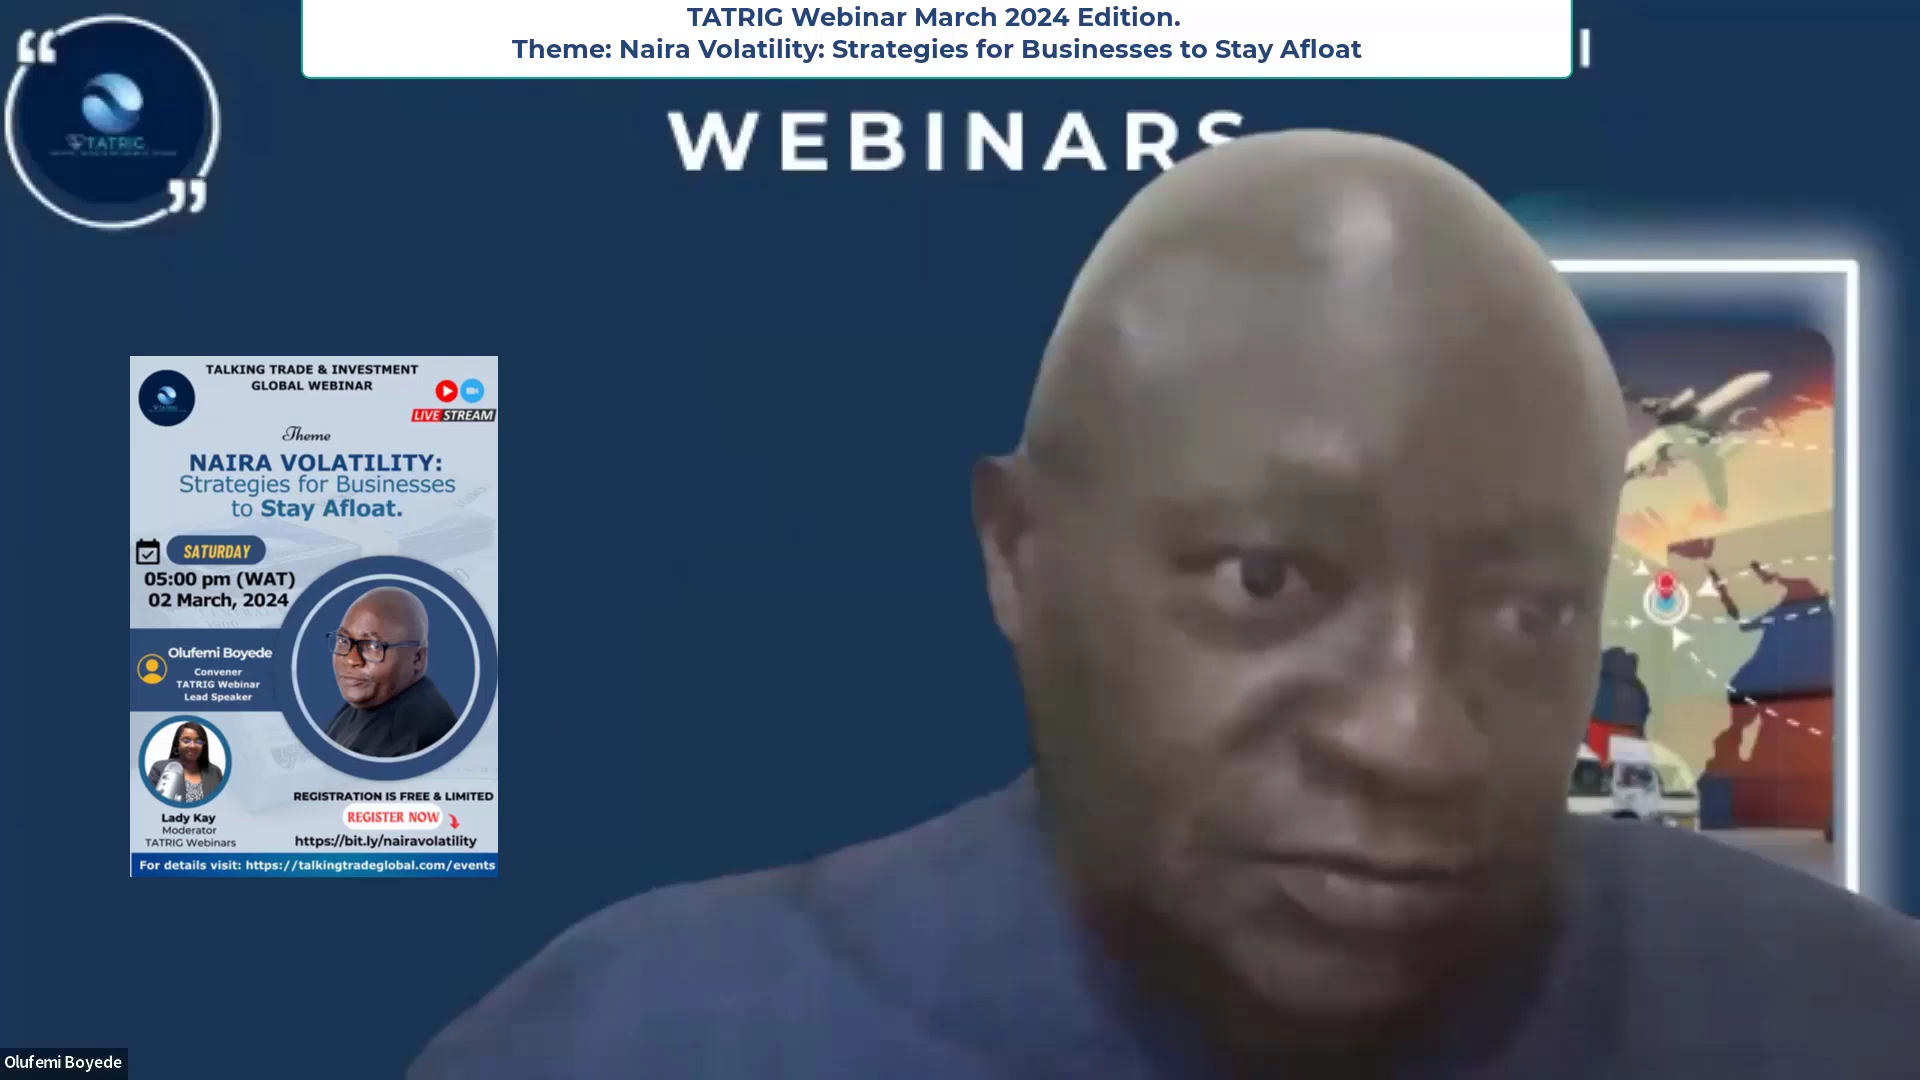 TATRIG Webinar March 2024 Edition.
Theme: Naira Volatility: Strategies for Businesses to Stay Afloat
WEBINARS
TATRIG
TALKING TRADE & INVESTMENT
GLOBAL WEBINAR
LIVE STREAM
Theme
NAIRA VOLATILITY:
Strategies for Businesses
to Stay Afloat.
SATURDAY
05:00 pm (WAT)
02 March, 2024
Olufemi Boyede
Convener
TATRIG Webinar
Lead Speaker
Lady Kay
Moderator
TATRIG Webinars
REGISTRATION IS FREE & LIMITED
REGISTER NOW
https://bit.ly/nairavolatility
For details visit: https://talkingtradeglobal.com/events
Olufemi Boyede